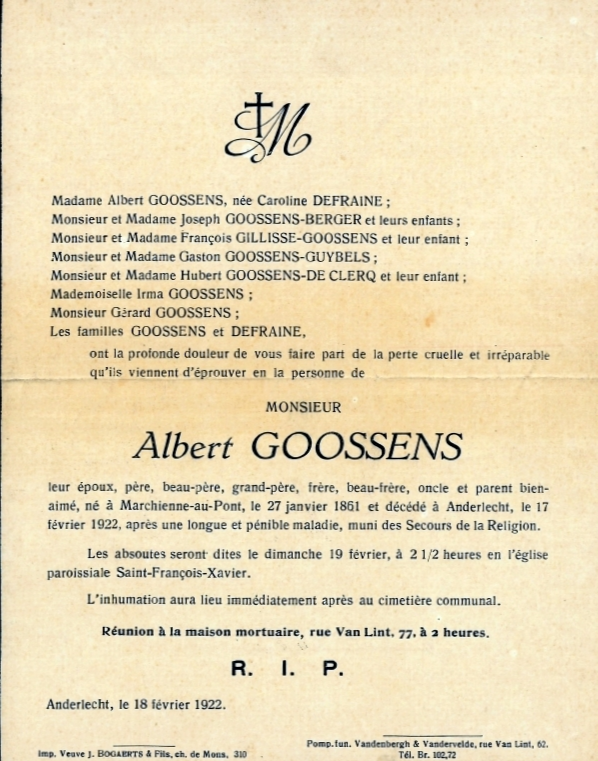 M
Madame Albert GOOSSENS, née Caroline DEFRAINE ;
Monsieur et Madame Joseph GOOSSENS-BERGER et leurs enfants ;
Monsieur et Madame François GILLISSE-GOOSSENS et leur enfant ;
Monsieur et Madame Gaston GOOSSENS-GUYBELS ;
Monsieur et Madame Hubert GOOSSENS-DE CLERQ et leur enfant ;
Mademoiselle Irma GOOSSENS ;
Monsieur Gérard GOOSSENS ;
Les familles GOOSSENS et DEFRAINE,
ont la profonde douleur de vous faire part de la perte cruelle et irréparable
qu'ils viennent d'éprouver en la personne de
MONSIEUR
Albert GOOSSENS
leur époux, père, beau-père, grand-père, frère, beau-frère, oncle et parent bien-
aimé, né à Marchienne-au-Pont, le 27 janvier 1861 et décédé à Anderlecht, le 17
février 1922, après une longue et pénible maladie, muni des Secours de la Religion.
Les absoutes seront dites le dimanche 19 février, à 2 1/2 heures en l'église
paroissiale Saint-François-Xavier.
L'inhumation aura lieu immédiatement après au cimetière communal.
Réunion à la maison mortuaire, rue Van Lint, 77, à 2 heures.
R. I. P.
Anderlecht, le 18 février 1922.
Imp. Veuve J. BOGAERTS & Fils, ch. de Mons, 310
Pomp. fun. Vandenbergh & Vandervelde, rue Van Lint, 62.
Tél. Br. 102,72